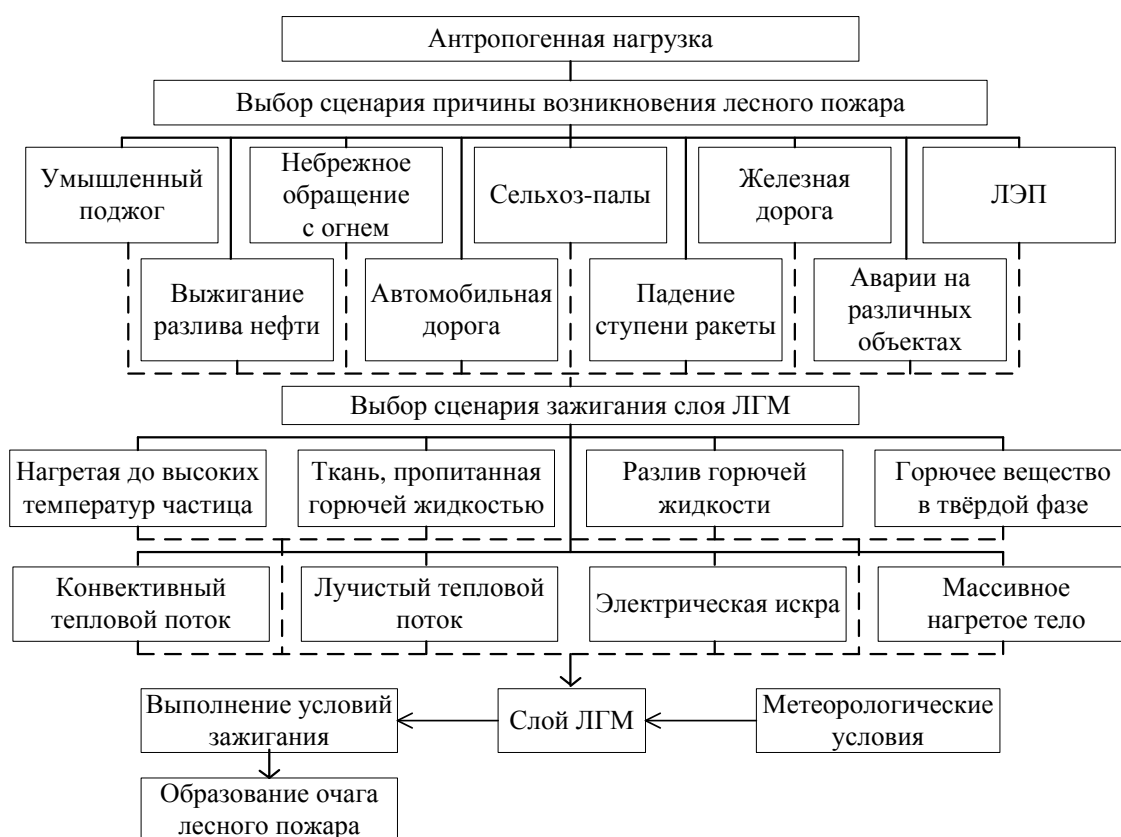 Антропогенная нагрузка
Выбор сценария причины возникновения лесного пожара
Умышленный
поджог
Небрежное
обращение
с огнем
Сельхоз-палы
Железная
дорога
ЛЭП
Выжигание
разлива нефти
Автомобильная
дорога
Падение
ступени ракеты
Аварии на
различных
объектах
Выбор сценария зажигания слоя ЛГМ
Нагретая до высоких
температур частица
Ткань, пропитанная
горючей жидкостью
Разлив горючей
жидкости
Горючее вещество
в твёрдой фазе
Конвективный
тепловой поток
Лучистый тепловой
поток
Электрическая искра
Массивное
нагретое тело
Выполнение условий
зажигания
Слой ЛГМ
Метеорологические
условия
Образование очага
лесного пожара